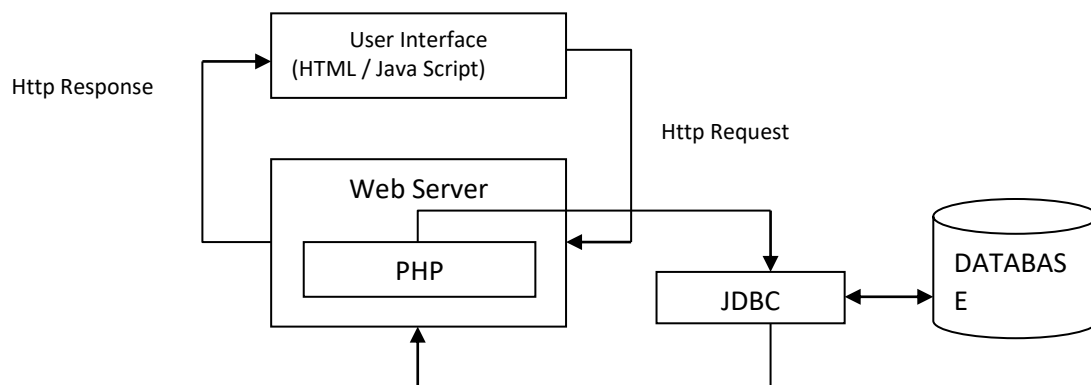 User Interface
(HTML / Java Script)
Http Response
Http Request
Web Server
PHP
JDBC
DATABAS
E